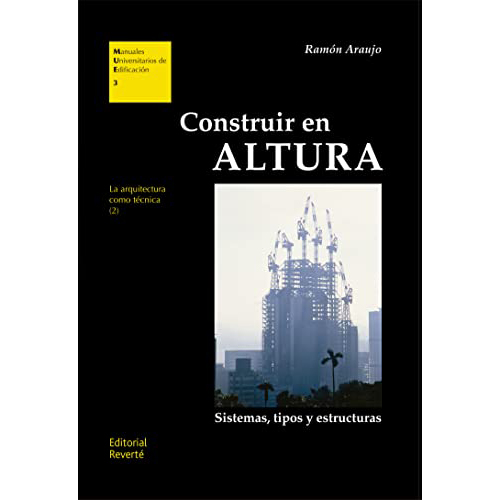 Manuales
Universitarios de
Edificación
3
Ramón Araujo
Construir en
ALTURA
La arquitectura
como técnica
(2)
Sistemas, tipos y estructuras
Editorial
Reverté